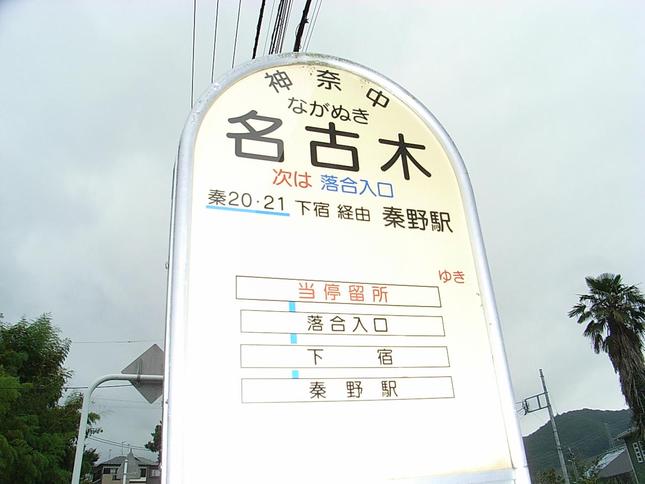 神奈中
ながぬき
名古木
次は 落合入口
秦20・21 下宿 経由 秦野駅
ゆき
当停留所
落合入口
下宿
秦野駅